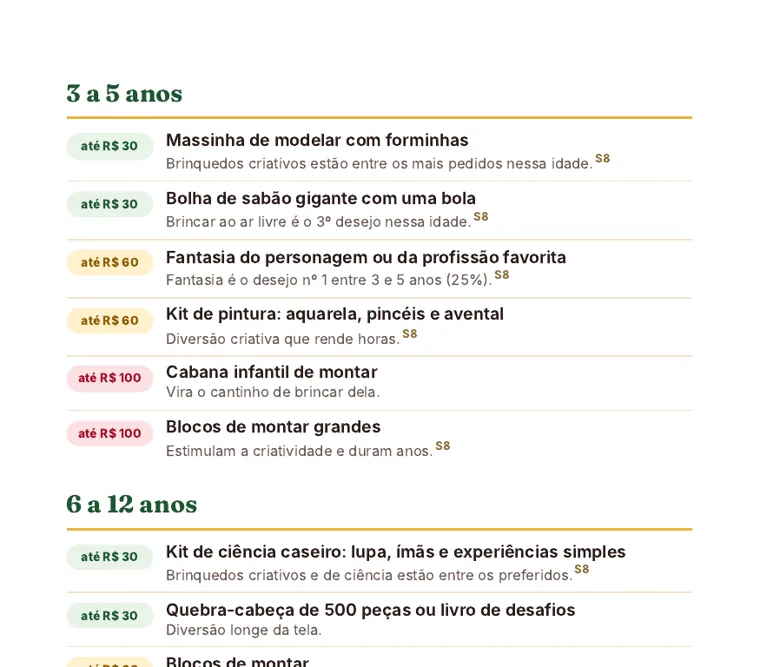 3 a 5 anos
até R$ 30
Massinha de modelar com forminhas
Brinquedos criativos estão entre os mais pedidos nessa idade. S8
até R$ 30
Bolha de sabão gigante com uma bola
Brincar ao ar livre é o 3º desejo nessa idade. S8
até R$ 60
Fantasia do personagem ou da profissão favorita
Fantasia é o desejo nº 1 entre 3 e 5 anos (25%). S8
até R$ 60
Kit de pintura: aquarela, pincéis e avental
Diversão criativa que rende horas. S8
até R$ 100
Cabana infantil de montar
Vira o cantinho de brincar dela.
até R$ 100
Blocos de montar grandes
Estimulam a criatividade e duram anos. S8
6 a 12 anos
até R$ 30
Kit de ciência caseiro: lupa, ímãs e experiências simples
Brinquedos criativos e de ciência estão entre os preferidos. S8
até R$ 30
Quebra-cabeça de 500 peças ou livro de desafios
Diversão longe da tela.
Blocos de montar